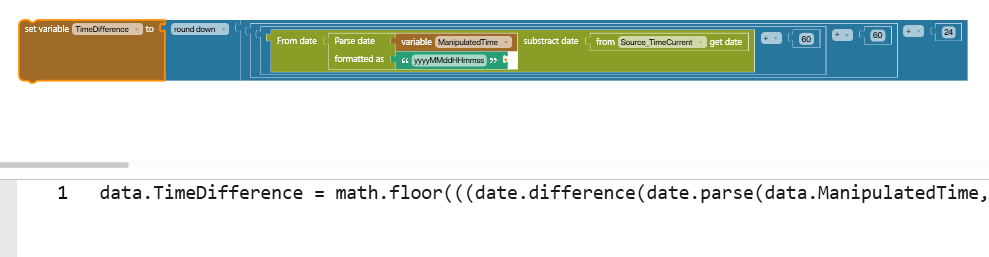 set variable TimeDifference to round down From date Parse date variable ManipulatedTime substract date from Source_TimeCurrent get date ÷ 60 ÷ 60 ÷ 24
formatted as “ yyyyMMddHHmmss ”
1 data.TimeDifference = math.floor(((date.difference(date.parse(data.ManipulatedTime,